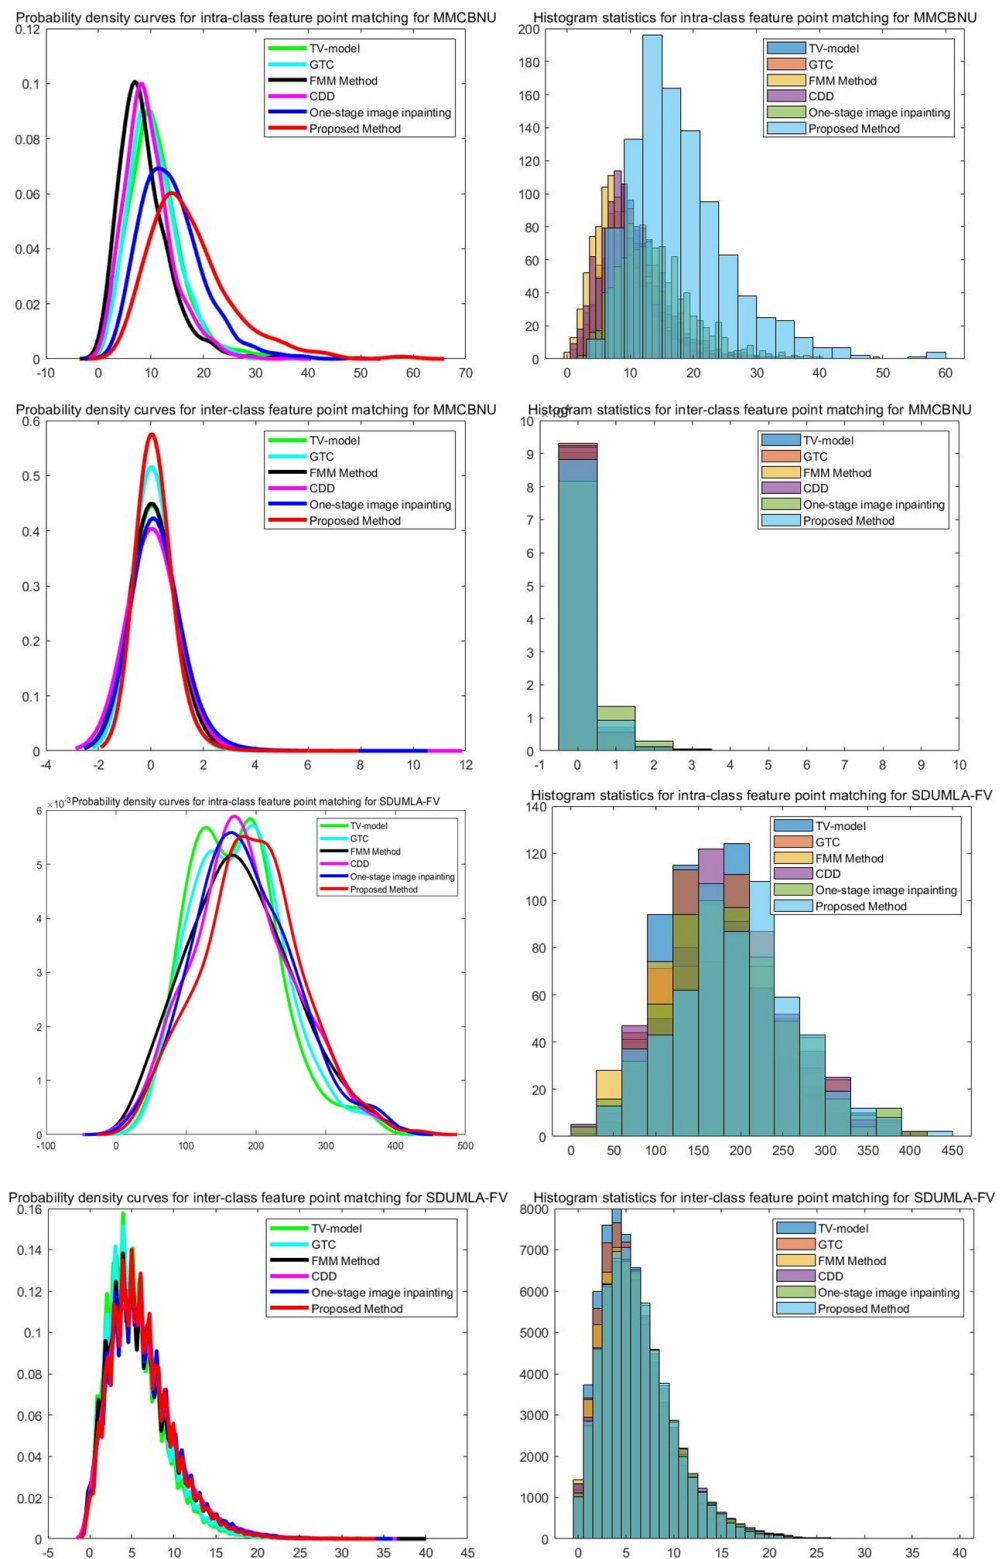 Probability density curves for intra-class feature point matching for MMCBNU
0.12
0.1
0.08
0.06
0.04
0.02
0
-10 0 10 20 30 40 50 60 70
TV-model
GTC
FMM Method
CDD
One-stage image inpainting
Proposed Method
Histogram statistics for intra-class feature point matching for MMCBNU
200
180
160
140
120
100
80
60
40
20
0
0 10 20 30 40 50 60
TV-model
GTC
FMM Method
CDD
One-stage image inpainting
Proposed Method
Probability density curves for inter-class feature point matching for MMCBNU
0.6
0.5
0.4
0.3
0.2
0.1
0
-4 -2 0 2 4 6 8 10 12
TV-model
GTC
FMM Method
CDD
One-stage image inpainting
Proposed Method
Histogram statistics for inter-class feature point matching for MMCBNU
10
9
8
7
6
5
4
3
2
1
0
-1 0 1 2 3 4 5 6 7 8 9 10
TV-model
GTC
FMM Method
CDD
One-stage image inpainting
Proposed Method
×10-3 Probability density curves for intra-class feature point matching for SDUMLA-FV
6
5
4
3
2
1
0
-100 0 100 200 300 400 500
TV-model
GTC
FMM Method
CDD
One-stage image inpainting
Proposed Method
Histogram statistics for intra-class feature point matching for SDUMLA-FV
140
120
100
80
60
40
20
0
0 50 100 150 200 250 300 350 400 450
TV-model
GTC
FMM Method
CDD
One-stage image inpainting
Proposed Method
Probability density curves for inter-class feature point matching for SDUMLA-FV
0.16
0.14
0.12
0.1
0.08
0.06
0.04
0.02
0
-5 0 5 10 15 20 25 30 35 40 45
TV-model
GTC
FMM Method
CDD
One-stage image inpainting
Proposed Method
Histogram statistics for inter-class feature point matching for SDUMLA-FV
8000
7000
6000
5000
4000
3000
2000
1000
0
0 5 10 15 20 25 30 35 40
TV-model
GTC
FMM Method
CDD
One-stage image inpainting
Proposed Method